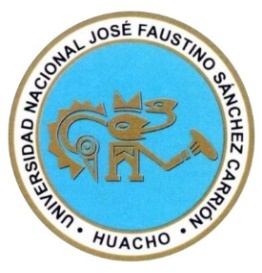 UNIVERSIDAD NACIONAL JOSÉ FAUSTINO SÁNCHEZ CARRIÓN
• HUACHO •